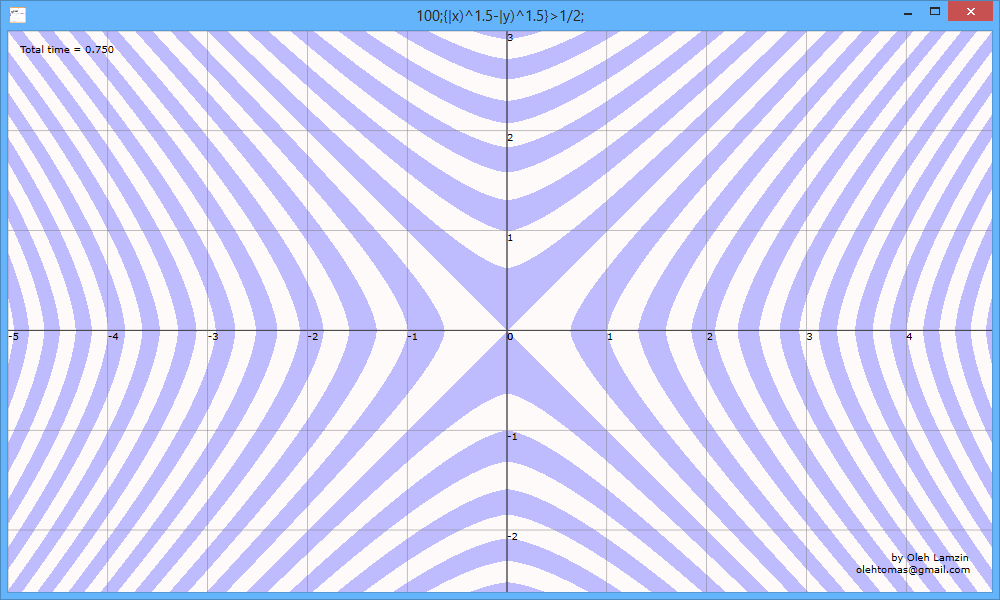 100;{|x)^1.5-|y)^1.5}>1/2;
Total time = 0.750
3
2
1
-5 -4 -3 -2 -1 0 1 2 3 4
-1
-2
by Oleh Lamzin
olehtomas@gmail.com